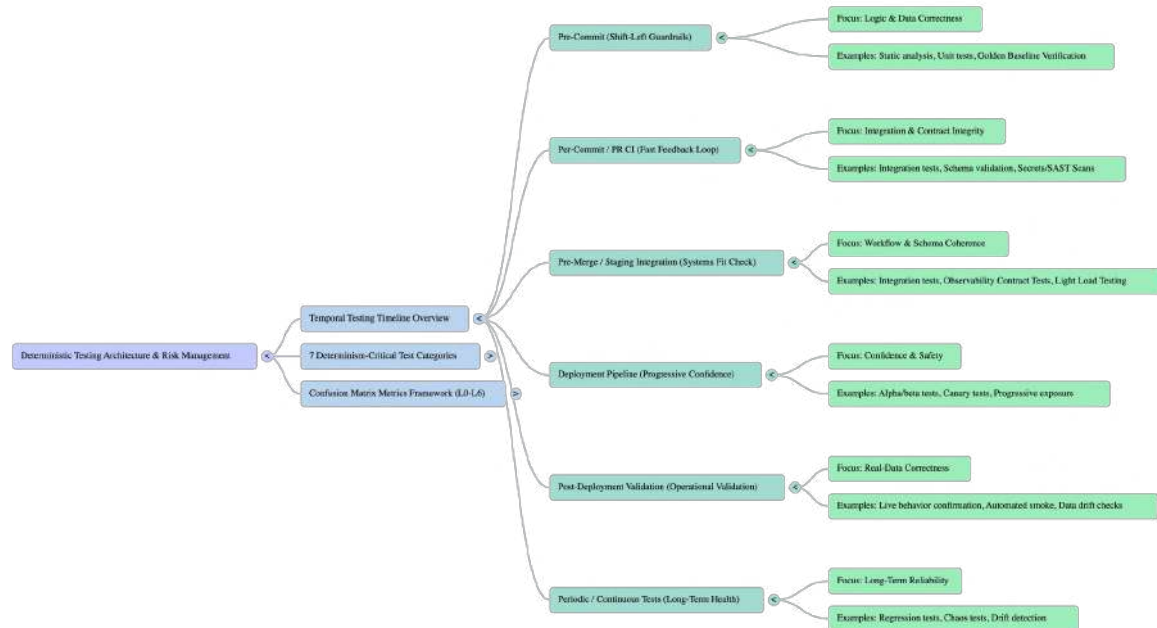 Deterministic Testing Architecture & Risk Management
<
Temporal Testing Timeline Overview
<
Pre-Commit (Shift-Left Guardrails)
<
Focus: Logic & Data Correctness
Examples: Static analysis, Unit tests, Golden Baseline Verification
Per-Commit / PR CI (Fast Feedback Loop)
<
Focus: Integration & Contract Integrity
Examples: Integration tests, Schema validation, Secrets/SAST Scans
Pre-Merge / Staging Integration (Systems Fit Check)
<
Focus: Workflow & Schema Coherence
Examples: Integration tests, Observability Contract Tests, Light Load Testing
Deployment Pipeline (Progressive Confidence)
<
Focus: Confidence & Safety
Examples: Alpha/beta tests, Canary tests, Progressive exposure
Post-Deployment Validation (Operational Validation)
<
Focus: Real-Data Correctness
Examples: Live behavior confirmation, Automated smoke, Data drift checks
Periodic / Continuous Tests (Long-Term Health)
<
Focus: Long-Term Reliability
Examples: Regression tests, Chaos tests, Drift detection
7 Determinism-Critical Test Categories
>
Confusion Matrix Metrics Framework (L0-L6)
>